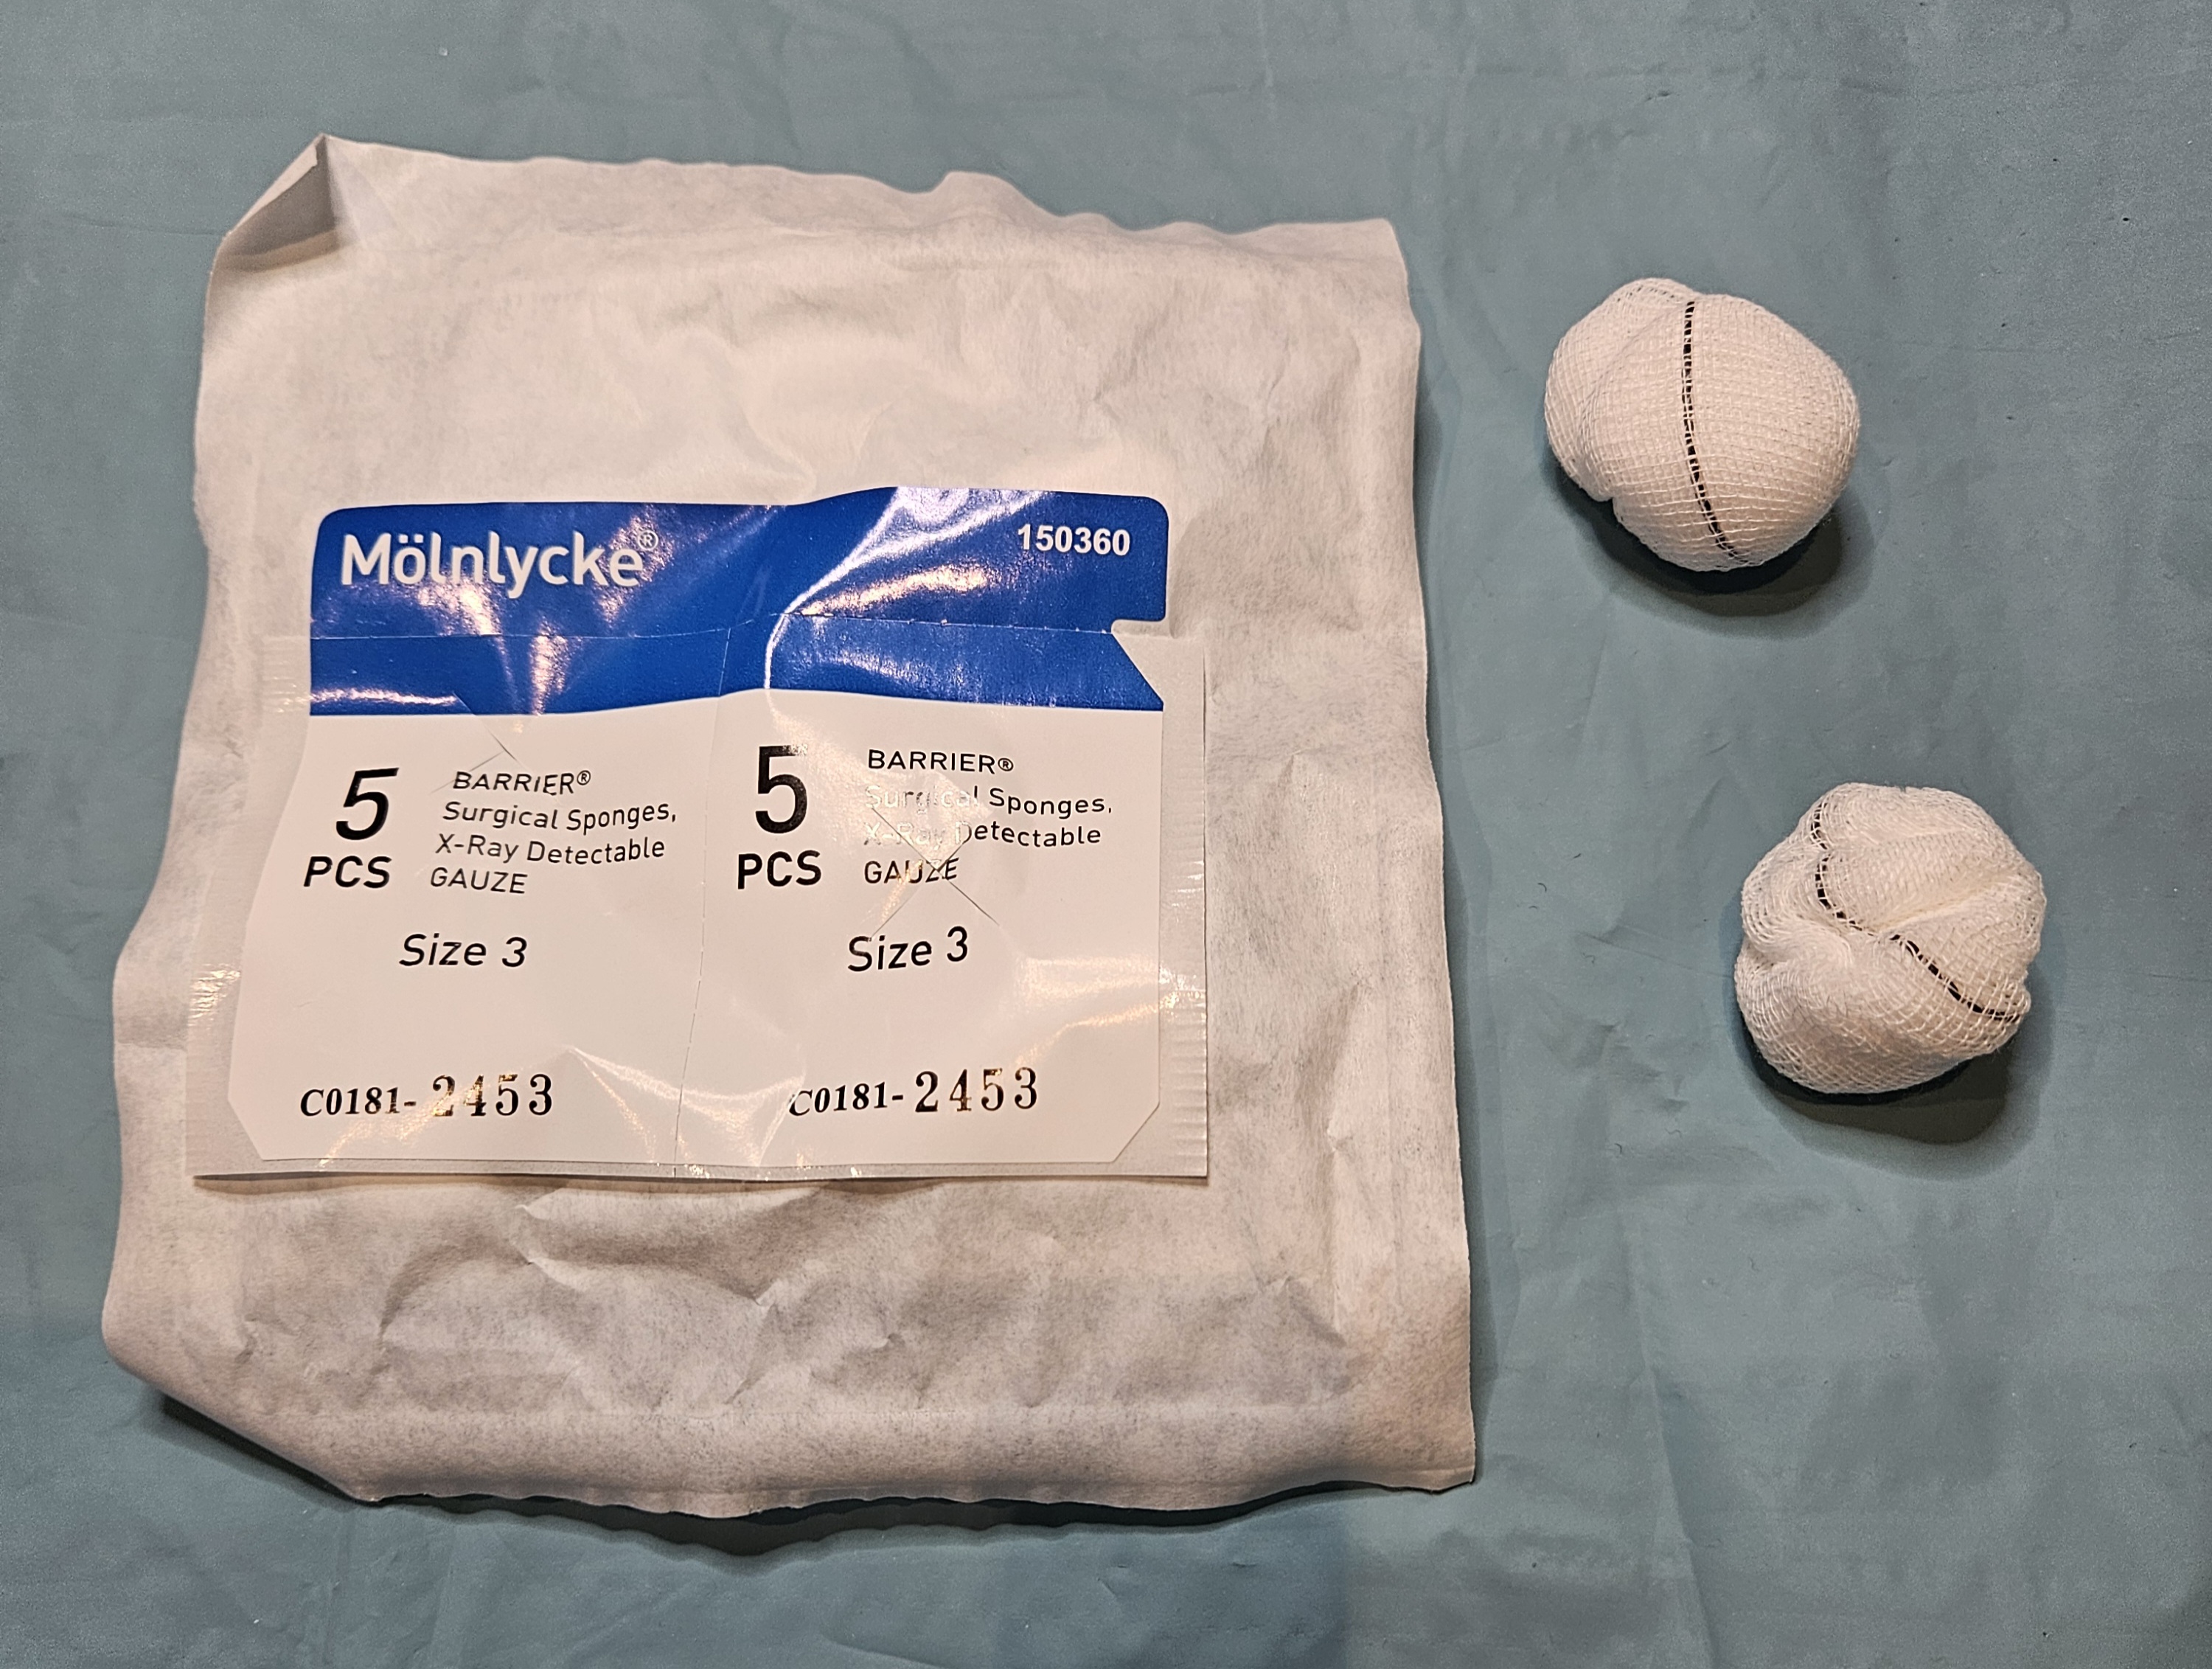 Mölnlycke®
150360
5 PCS
BARRIER®
Surgical Sponges,
X-Ray Detectable
GAUZE
Size 3
C0181-2453
5 PCS
BARRIER®
Surgical Sponges,
X-Ray Detectable
GAUZE
Size 3
C0181-2453